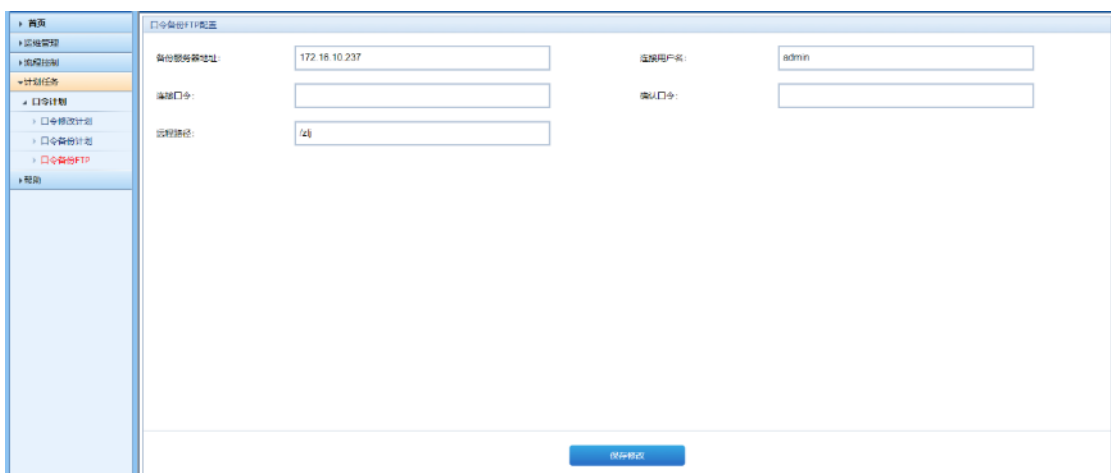 首页
运维管理
流程控制
计划任务
口令计划
口令修改计划
口令备份计划
口令备份FTP
帮助
口令备份FTP配置
备份服务器地址: 172.16.10.237 连接用户名: admin
连接口令: 确认口令:
远程路径: /zlj
保存修改